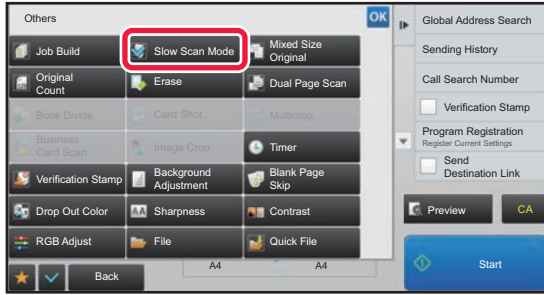 Others
OK
Job Build
Slow Scan Mode
Mixed Size
Original
Original
Count
Erase
Dual Page Scan
Book Divide
Card Shot
Multicrop
Business
Card Scan
Image Crop
Timer
Verification Stamp
Background
Adjustment
Blank Page
Skip
Drop Out Color
AA Sharpness
Contrast
RGB Adjust
File
Quick File
Back
A4
A4
Global Address Search
Sending History
Call Search Number
Verification Stamp
Program Registration
Register Current Settings
Send
Destination Link
Preview
CA
Start